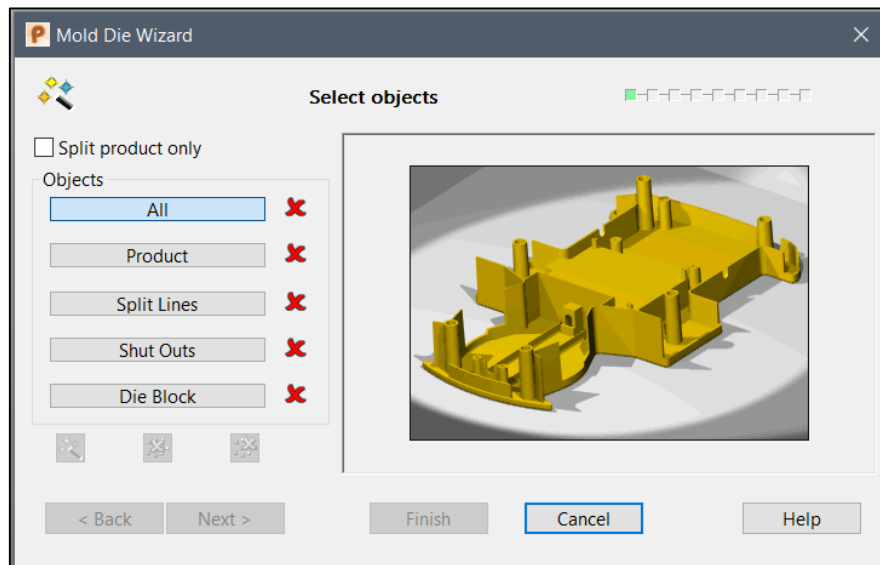 Mold Die Wizard
Select objects
Split product only
Objects
All
Product
Split Lines
Shut Outs
Die Block
< Back Next > Finish Cancel Help